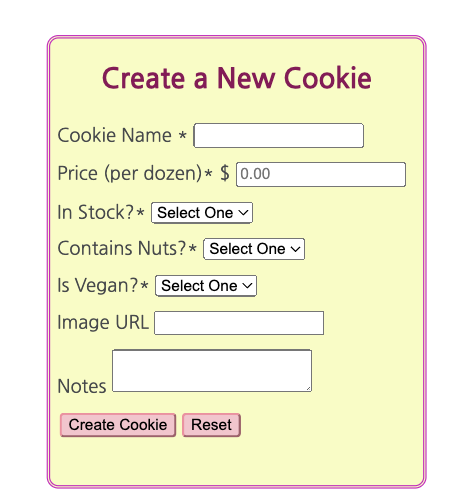 Create a New Cookie
Cookie Name *
Price (per dozen)* $ 0.00
In Stock?* Select One
Contains Nuts?* Select One
Is Vegan?* Select One
Image URL
Notes
Create Cookie Reset